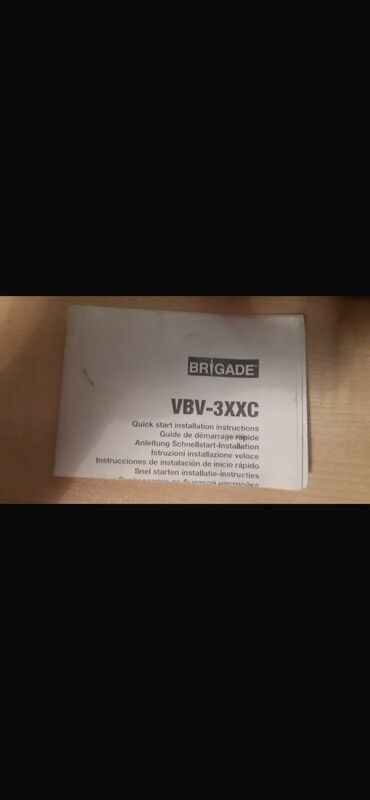 BRIGADE
VBV-3XXC
Quick start installation instructions
Guide de démarrage rapide
Anleitung Schnellstart-Installation
Istruzioni installazione veloce
Instrucciones de instalación de inicio rápido
Snel starten installatie-instructies